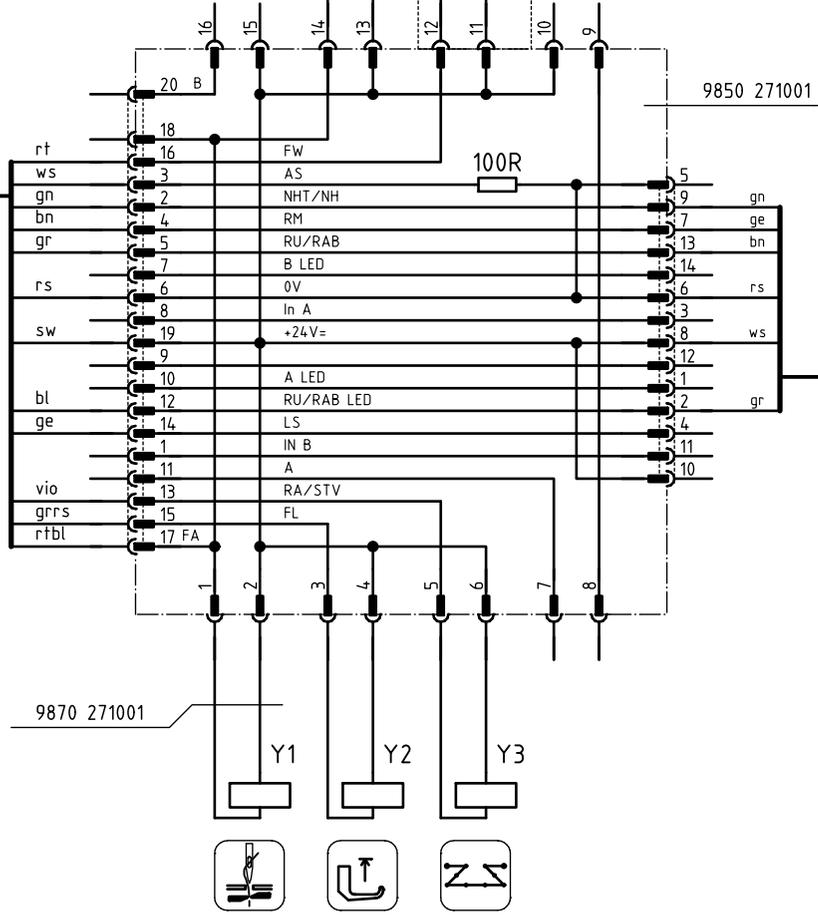 16 15 14 13 12 11 10 9
20 B
9850 271001
18
rt 16 FW 100R
ws 3 AS 5
gn 2 NHT/NH 9 gn
bn 4 RM 7 ge
gr 5 RU/RAB 13 bn
7 B LED 14
rs 6 0V 6 rs
8 In A 3
sw 19 +24V= 8 ws
9 12
10 A LED 1
bl 12 RU/RAB LED 2 gr
ge 14 LS 4
1 IN B 11
11 A 10
vio 13 RA/STV
grrs 15 FL
rtbl 17 FA
1 2 3 4 5 6 7 8
9870 271001
Y1 Y2 Y3